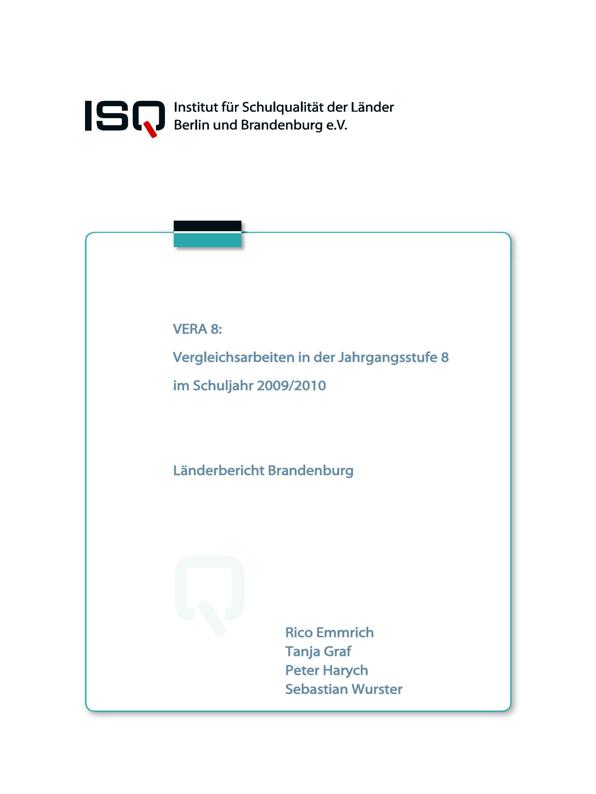 ISQ Institut für Schulqualität der Länder
Berlin und Brandenburg e.V.
VERA 8:
Vergleichsarbeiten in der Jahrgangsstufe 8
im Schuljahr 2009/2010
Länderbericht Brandenburg
Rico Emmrich
Tanja Graf
Peter Harych
Sebastian Wurster